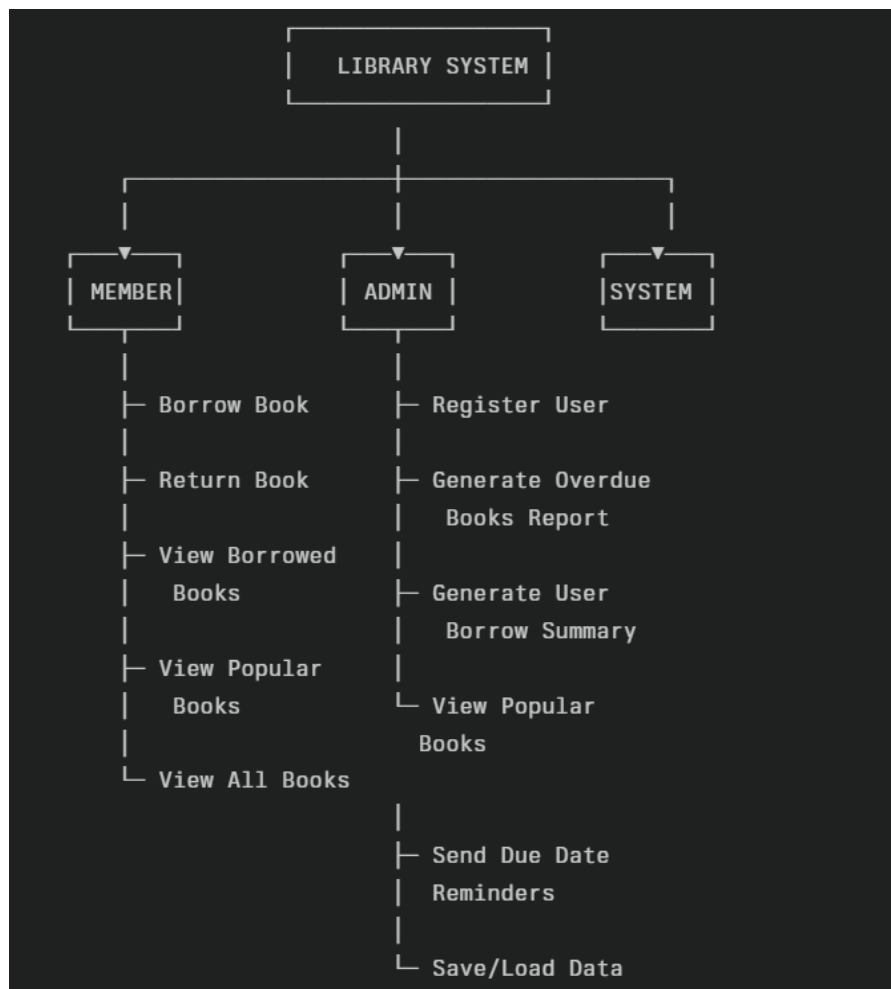 LIBRARY SYSTEM
MEMBER
ADMIN
SYSTEM
Borrow Book
Register User
Return Book
Generate Overdue
Books Report
View Borrowed
Books
Generate User
Borrow Summary
View Popular
Books
View Popular
Books
View All Books
Send Due Date
Reminders
Save/Load Data